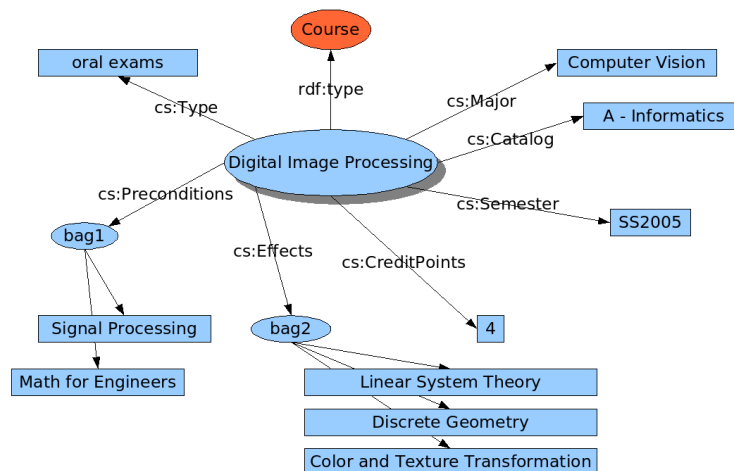 Course
oral exams
Computer Vision
rdf:type
cs:Major
cs:Type
A - Informatics
cs:Catalog
Digital Image Processing
cs:Preconditions
cs:Semester
SS2005
bag1
cs:Effects
cs:CreditPoints
Signal Processing
bag2
4
Math for Engineers
Linear System Theory
Discrete Geometry
Color and Texture Transformation